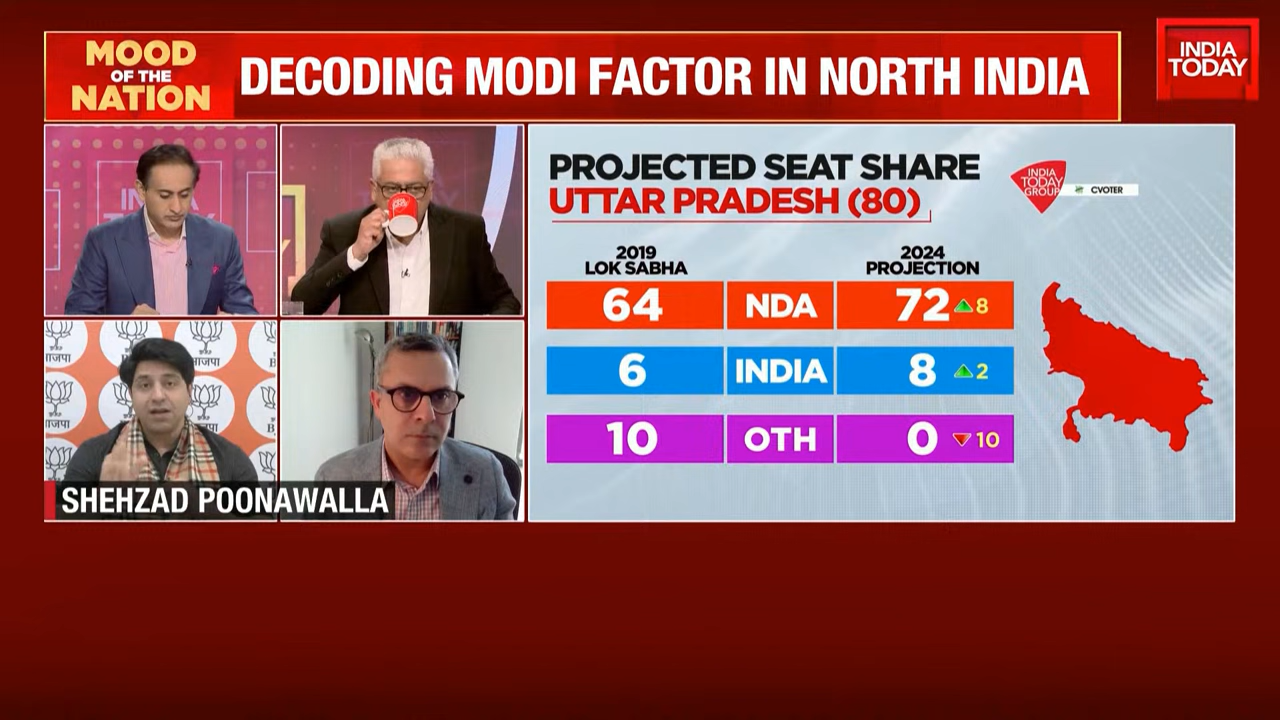 MOOD
OF THE
NATION
DECODING MODI FACTOR IN NORTH INDIA
INDIA
TODAY
PROJECTED SEAT SHARE
UTTAR PRADESH (80)
INDIA
TODAY
GROUP
CVOTER
2019
LOK SABHA
2024
PROJECTION
64 NDA 72 8
6 INDIA 8 2
10 OTH 0 10
SHEHZAD POONAWALLA